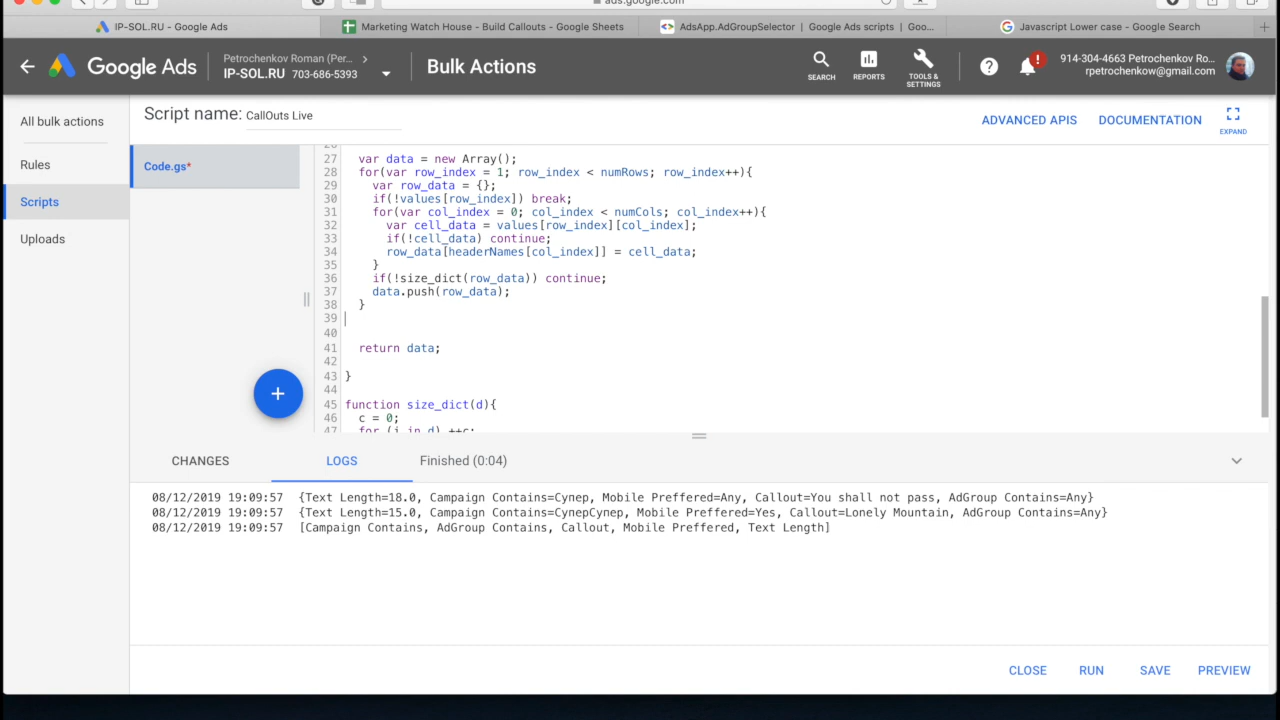 ads.google.com
IP-SOL.RU - Google Ads
Marketing Watch House - Build Callouts - Google Sheets
AdsApp.AdGroupSelector | Google Ads scripts | Goo...
Javascript Lower case - Google Search
Google Ads
Petrochenkov Roman (Per...
IP-SOL.RU 703-686-5393
Bulk Actions
SEARCH
REPORTS
TOOLS & SETTINGS
914-304-4663 Petrochenkov Ro...
rpetrochenkow@gmail.com
All bulk actions
Rules
Scripts
Uploads
Script name: CallOuts Live
ADVANCED APIS
DOCUMENTATION
EXPAND
Code.gs*
26
27 var data = new Array();
28 for(var row_index = 1; row_index < numRows; row_index++){
29 var row_data = {};
30 if(!values[row_index]) break;
31 for(var col_index = 0; col_index < numCols; col_index++){
32 var cell_data = values[row_index][col_index];
33 if(!cell_data) continue;
34 row_data[headerNames[col_index]] = cell_data;
35 }
36 if(!size_dict(row_data)) continue;
37 data.push(row_data);
38 }
39
40
41 return data;
42
43 }
44
45 function size_dict(d){
46 c = 0;
47 for (i in d) ++c;
CHANGES
LOGS
Finished (0:04)
08/12/2019 19:09:57 {Text Length=18.0, Campaign Contains=Супер, Mobile Preffered=Any, Callout=You shall not pass, AdGroup Contains=Any}
08/12/2019 19:09:57 {Text Length=15.0, Campaign Contains=СуперСупер, Mobile Preffered=Yes, Callout=Lonely Mountain, AdGroup Contains=Any}
08/12/2019 19:09:57 [Campaign Contains, AdGroup Contains, Callout, Mobile Preffered, Text Length]
CLOSE
RUN
SAVE
PREVIEW